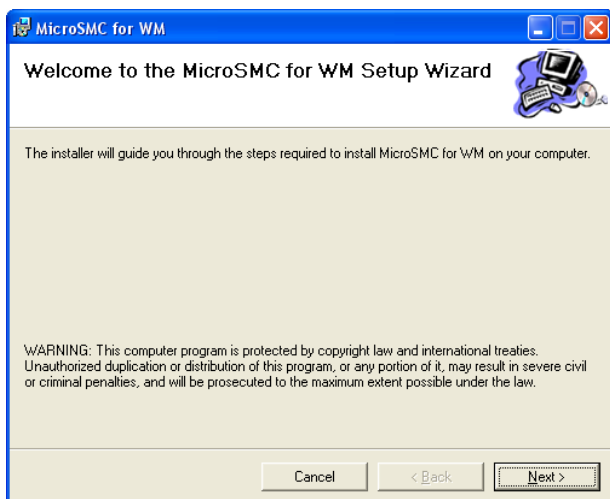 MicroSMC for WM
Welcome to the MicroSMC for WM Setup Wizard
The installer will guide you through the steps required to install MicroSMC for WM on your computer.
WARNING: This computer program is protected by copyright law and international treaties.
Unauthorized duplication or distribution of this program, or any portion of it, may result in severe civil
or criminal penalties, and will be prosecuted to the maximum extent possible under the law.
Cancel
< Back
Next >